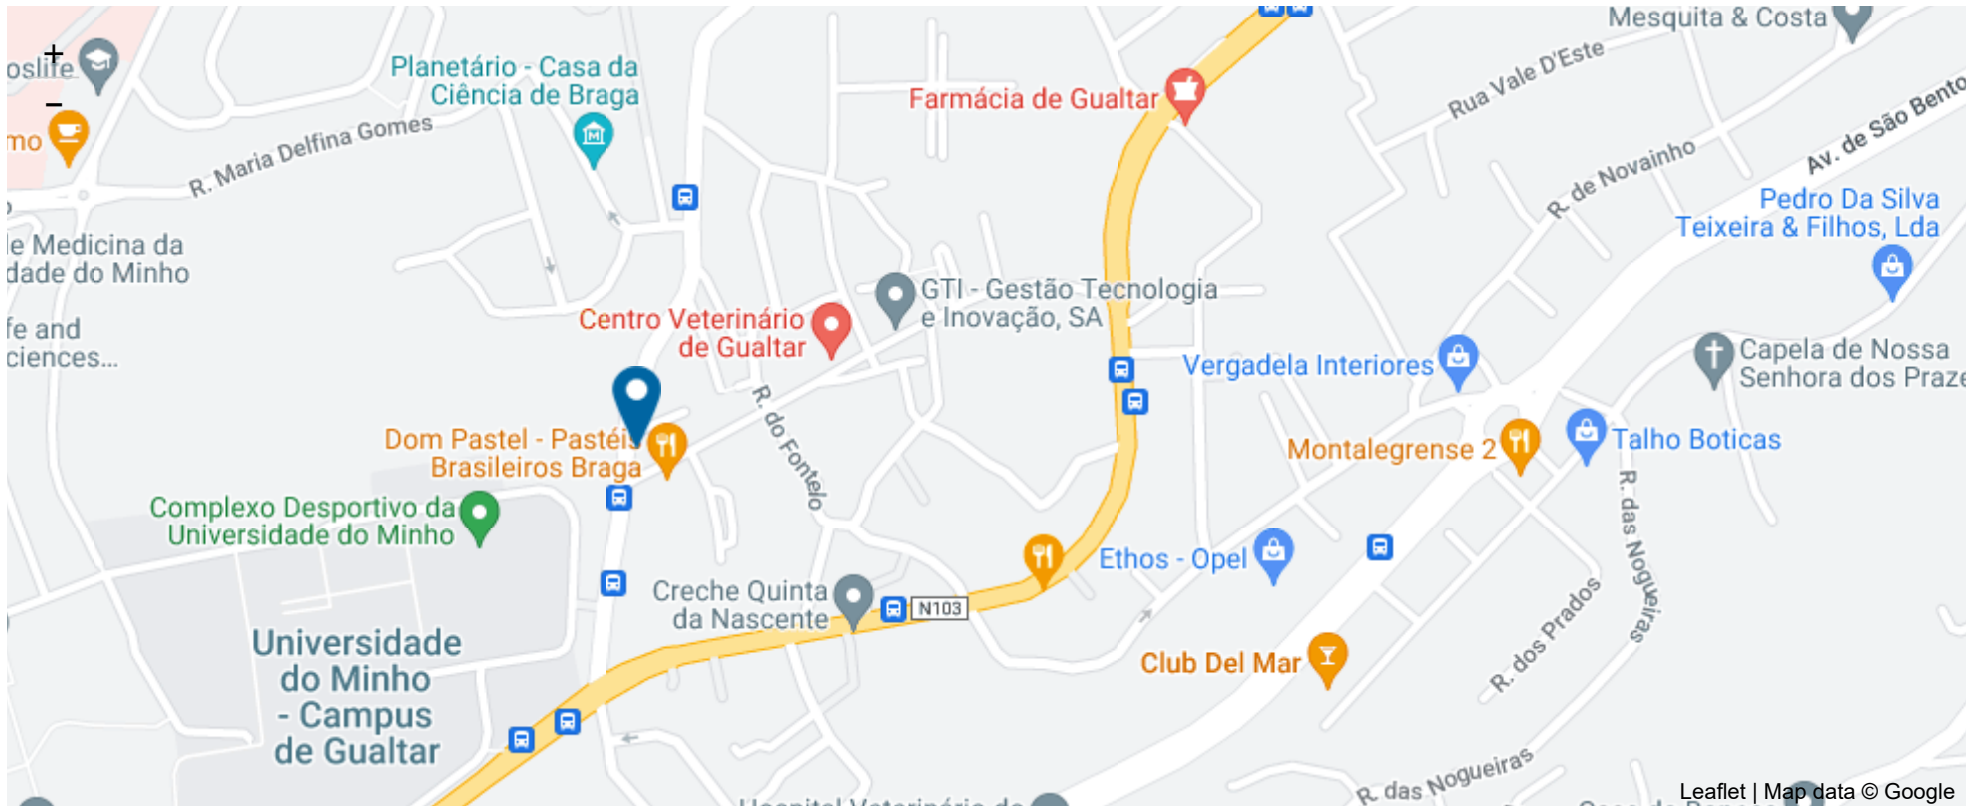 Mesquita & Costa
+
oslife
Planetário - Casa da
Ciência de Braga
Rua Vale D'Este
Farmácia de Gualtar
−
mo
R. Maria Delfina Gomes
Av. de São Bento
R. de Novainho
Pedro Da Silva
Teixeira & Filhos, Lda
e Medicina da
dade do Minho
GTI - Gestão Tecnologia
e Inovação, SA
Centro Veterinário
de Gualtar
fe and
ciences...
Vergadela Interiores
Capela de Nossa
Senhora dos Praze
R. do Fontelo
Dom Pastel - Pastéis
Brasileiros Braga
Montalegrense 2
Talho Boticas
R. das Nogueiras
Complexo Desportivo da
Universidade do Minho
Ethos - Opel
Creche Quinta
da Nascente
N103
R. dos Prados
Universidade
do Minho
- Campus
de Gualtar
Club Del Mar
R. das Nogueiras
Hospital Veterinário do
Leaflet | Map data © Google